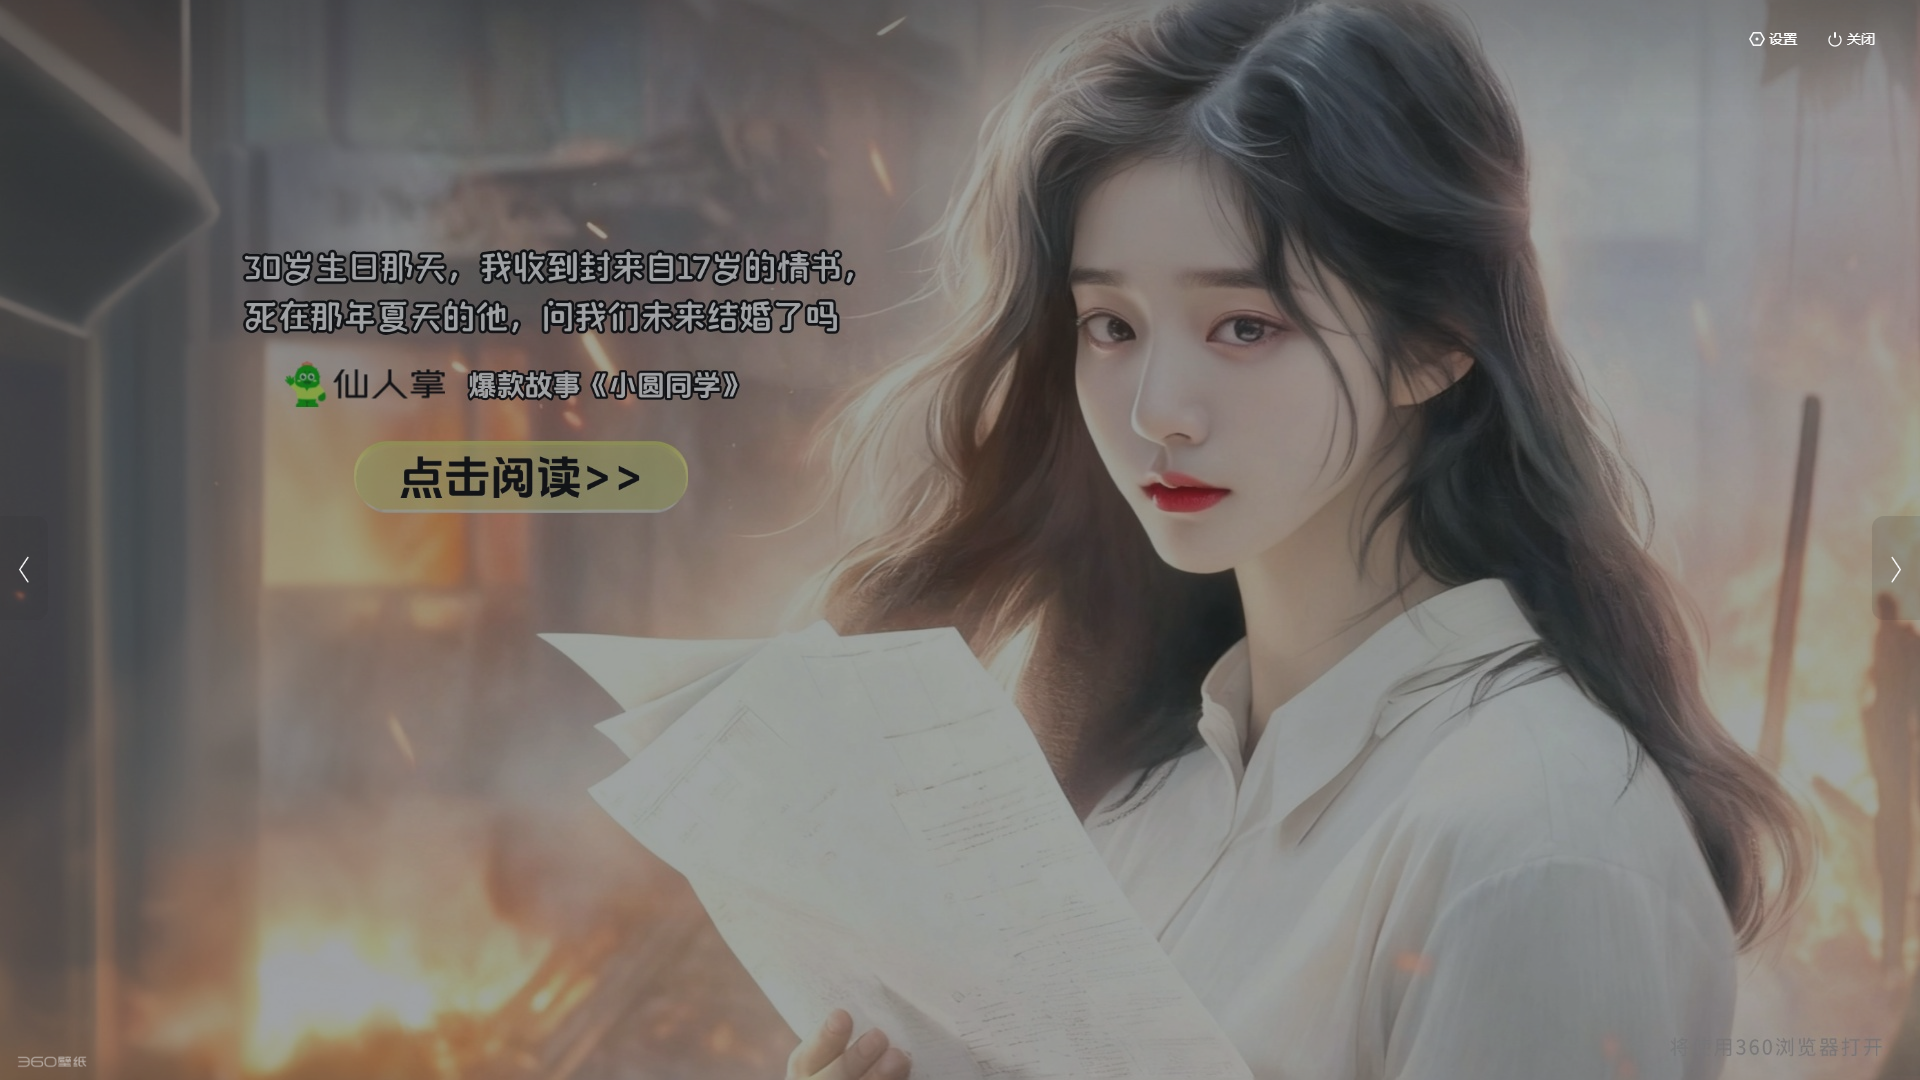 设置
关闭
30岁生日那天，我收到封来自17岁的情书，
死在那年夏天的他，问我们未来结婚了吗
仙人掌 爆款故事《小圆同学》
点击阅读>>
360壁纸
将使用360浏览器打开